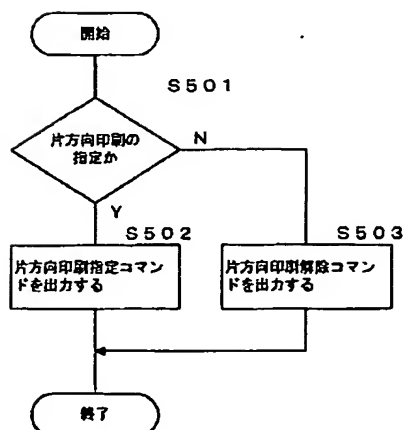 開始
S501
片方向印刷の
指定か
N
Y
S502
片方向印刷指定コマン
ドを出力する
S503
片方向印刷解除コマン
ドを出力する
終了